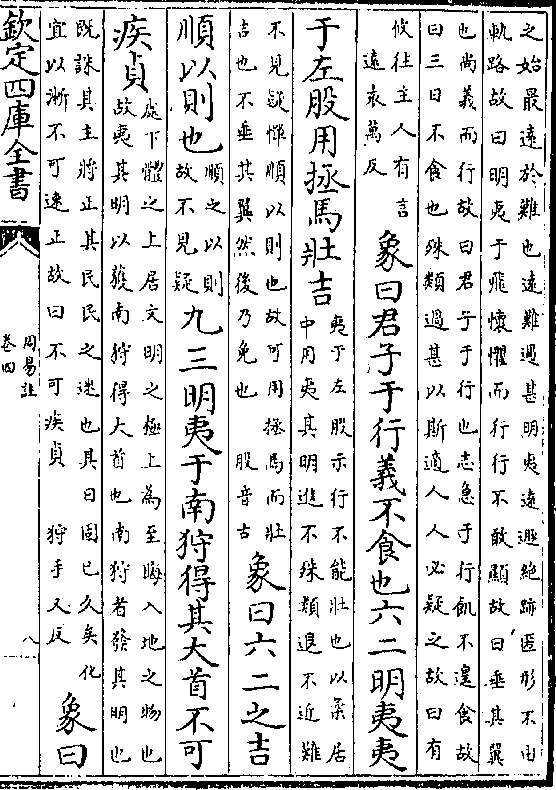 之始最遠於難也遠難過甚明夷遠遯絶跡匿形不由
軌路故曰明夷于飛懷懼而行行不敢顯故曰垂其翼
也尚義而行故曰君子于行也志急于行飢不遑食故
曰三日不食也殊類過甚以斯適人人必疑之故曰有
攸往主人有言
遠袁萬反
象曰君子于行義不食也六二明夷夷
于左股用拯馬壯吉
夷于左股示行不能壯也以柔居
中用夷其明進不殊類退不近難
不見疑憚順以則也故可用拯馬而壯
吉也不垂其翼然後乃免也 股音古
象曰六二之吉
順以則也
順之以則
故不見疑
九三明夷于南狩得其大首不可
疾貞
處下體之上居文明之極上為至晦入地之物也
故夷其明以獲南狩得大首也南狩者發其明也
既誅其主將正其民民之迷也其日固已久矣化
宜以漸不可速正故曰不可疾貞 狩手又反
象曰
欽定四庫全書
周易註
卷四
八